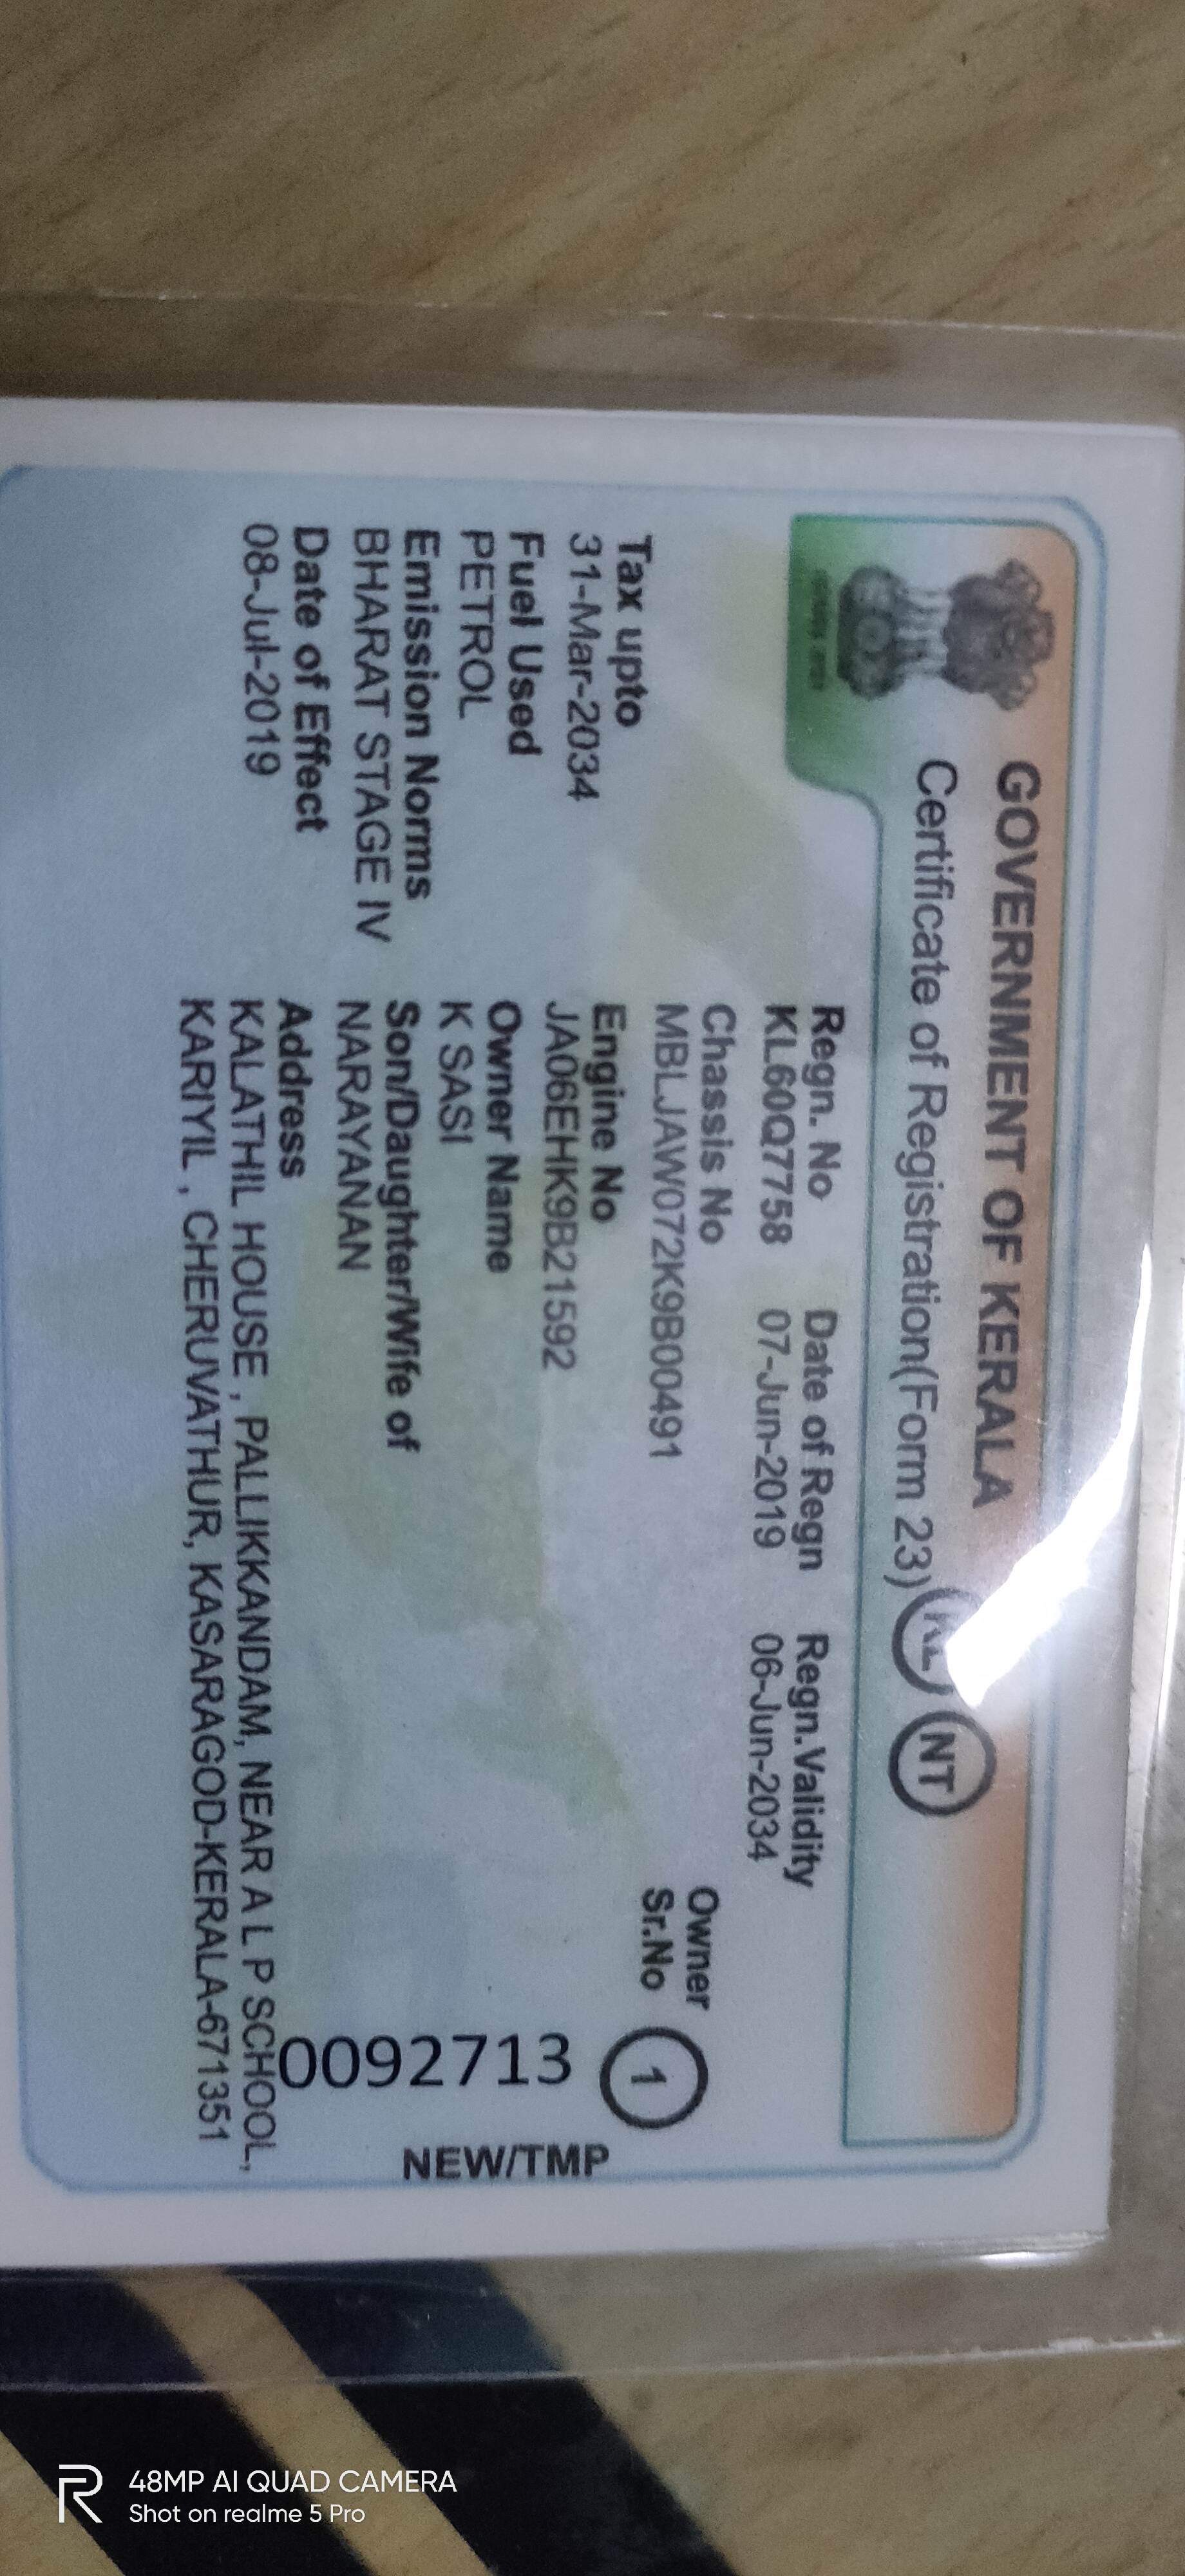 GOVERNMENT OF KERALA
Certificate of Registration(Form 23)
KL NT
Regn. No Date of Regn Regn.Validity
KL60Q7758 07-Jun-2019 06-Jun-2034
Chassis No
MBLJAW072K9B00491
Owner
Sr.No
1
Tax upto
31-Mar-2034
Engine No
JA06EHK9B21592
Fuel Used
PETROL
Owner Name
K SASI
Emission Norms
BHARAT STAGE IV
Son/Daughter/Wife of
NARAYANAN
Date of Effect
08-Jul-2019
Address
KALATHIL HOUSE , PALLIKKANDAM, NEAR A L P SCHOOL,
KARIYIL , CHERUVATHUR, KASARAGOD-KERALA-671351
0092713
NEW/TMP
48MP AI QUAD CAMERA
Shot on realme 5 Pro